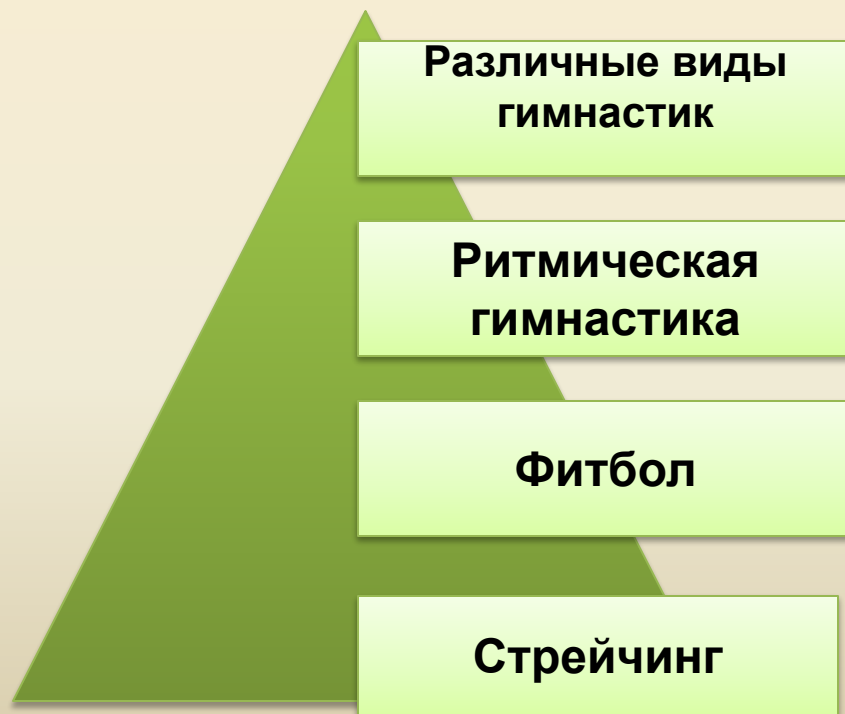 Различные виды
гимнастик
Ритмическая
гимнастика
Фитбол
Стрейчинг